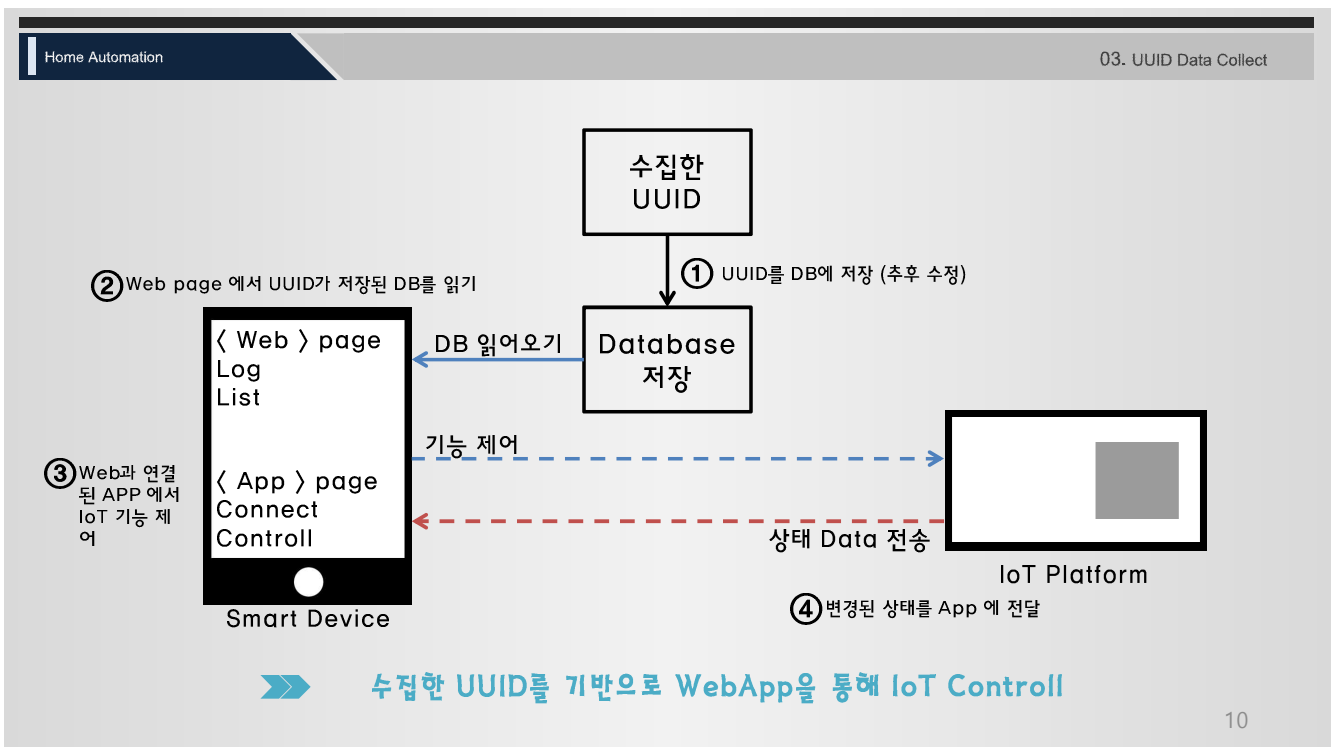 Home Automation
03. UUID Data Collect
수집한
UUID
① UUID를 DB에 저장 (추후 수정)
② Web page 에서 UUID가 저장된 DB를 읽기
〈 Web 〉 page
Log
List
DB 읽어오기
Database
저장
기능 제어
③ Web과 연결
된 APP 에서
IoT 기능 제
어
〈 App 〉 page
Connect
Controll
상태 Data 전송
IoT Platform
Smart Device
④ 변경된 상태를 App 에 전달
수집한 UUID를 기반으로 WebApp을 통해 IoT Controll
10